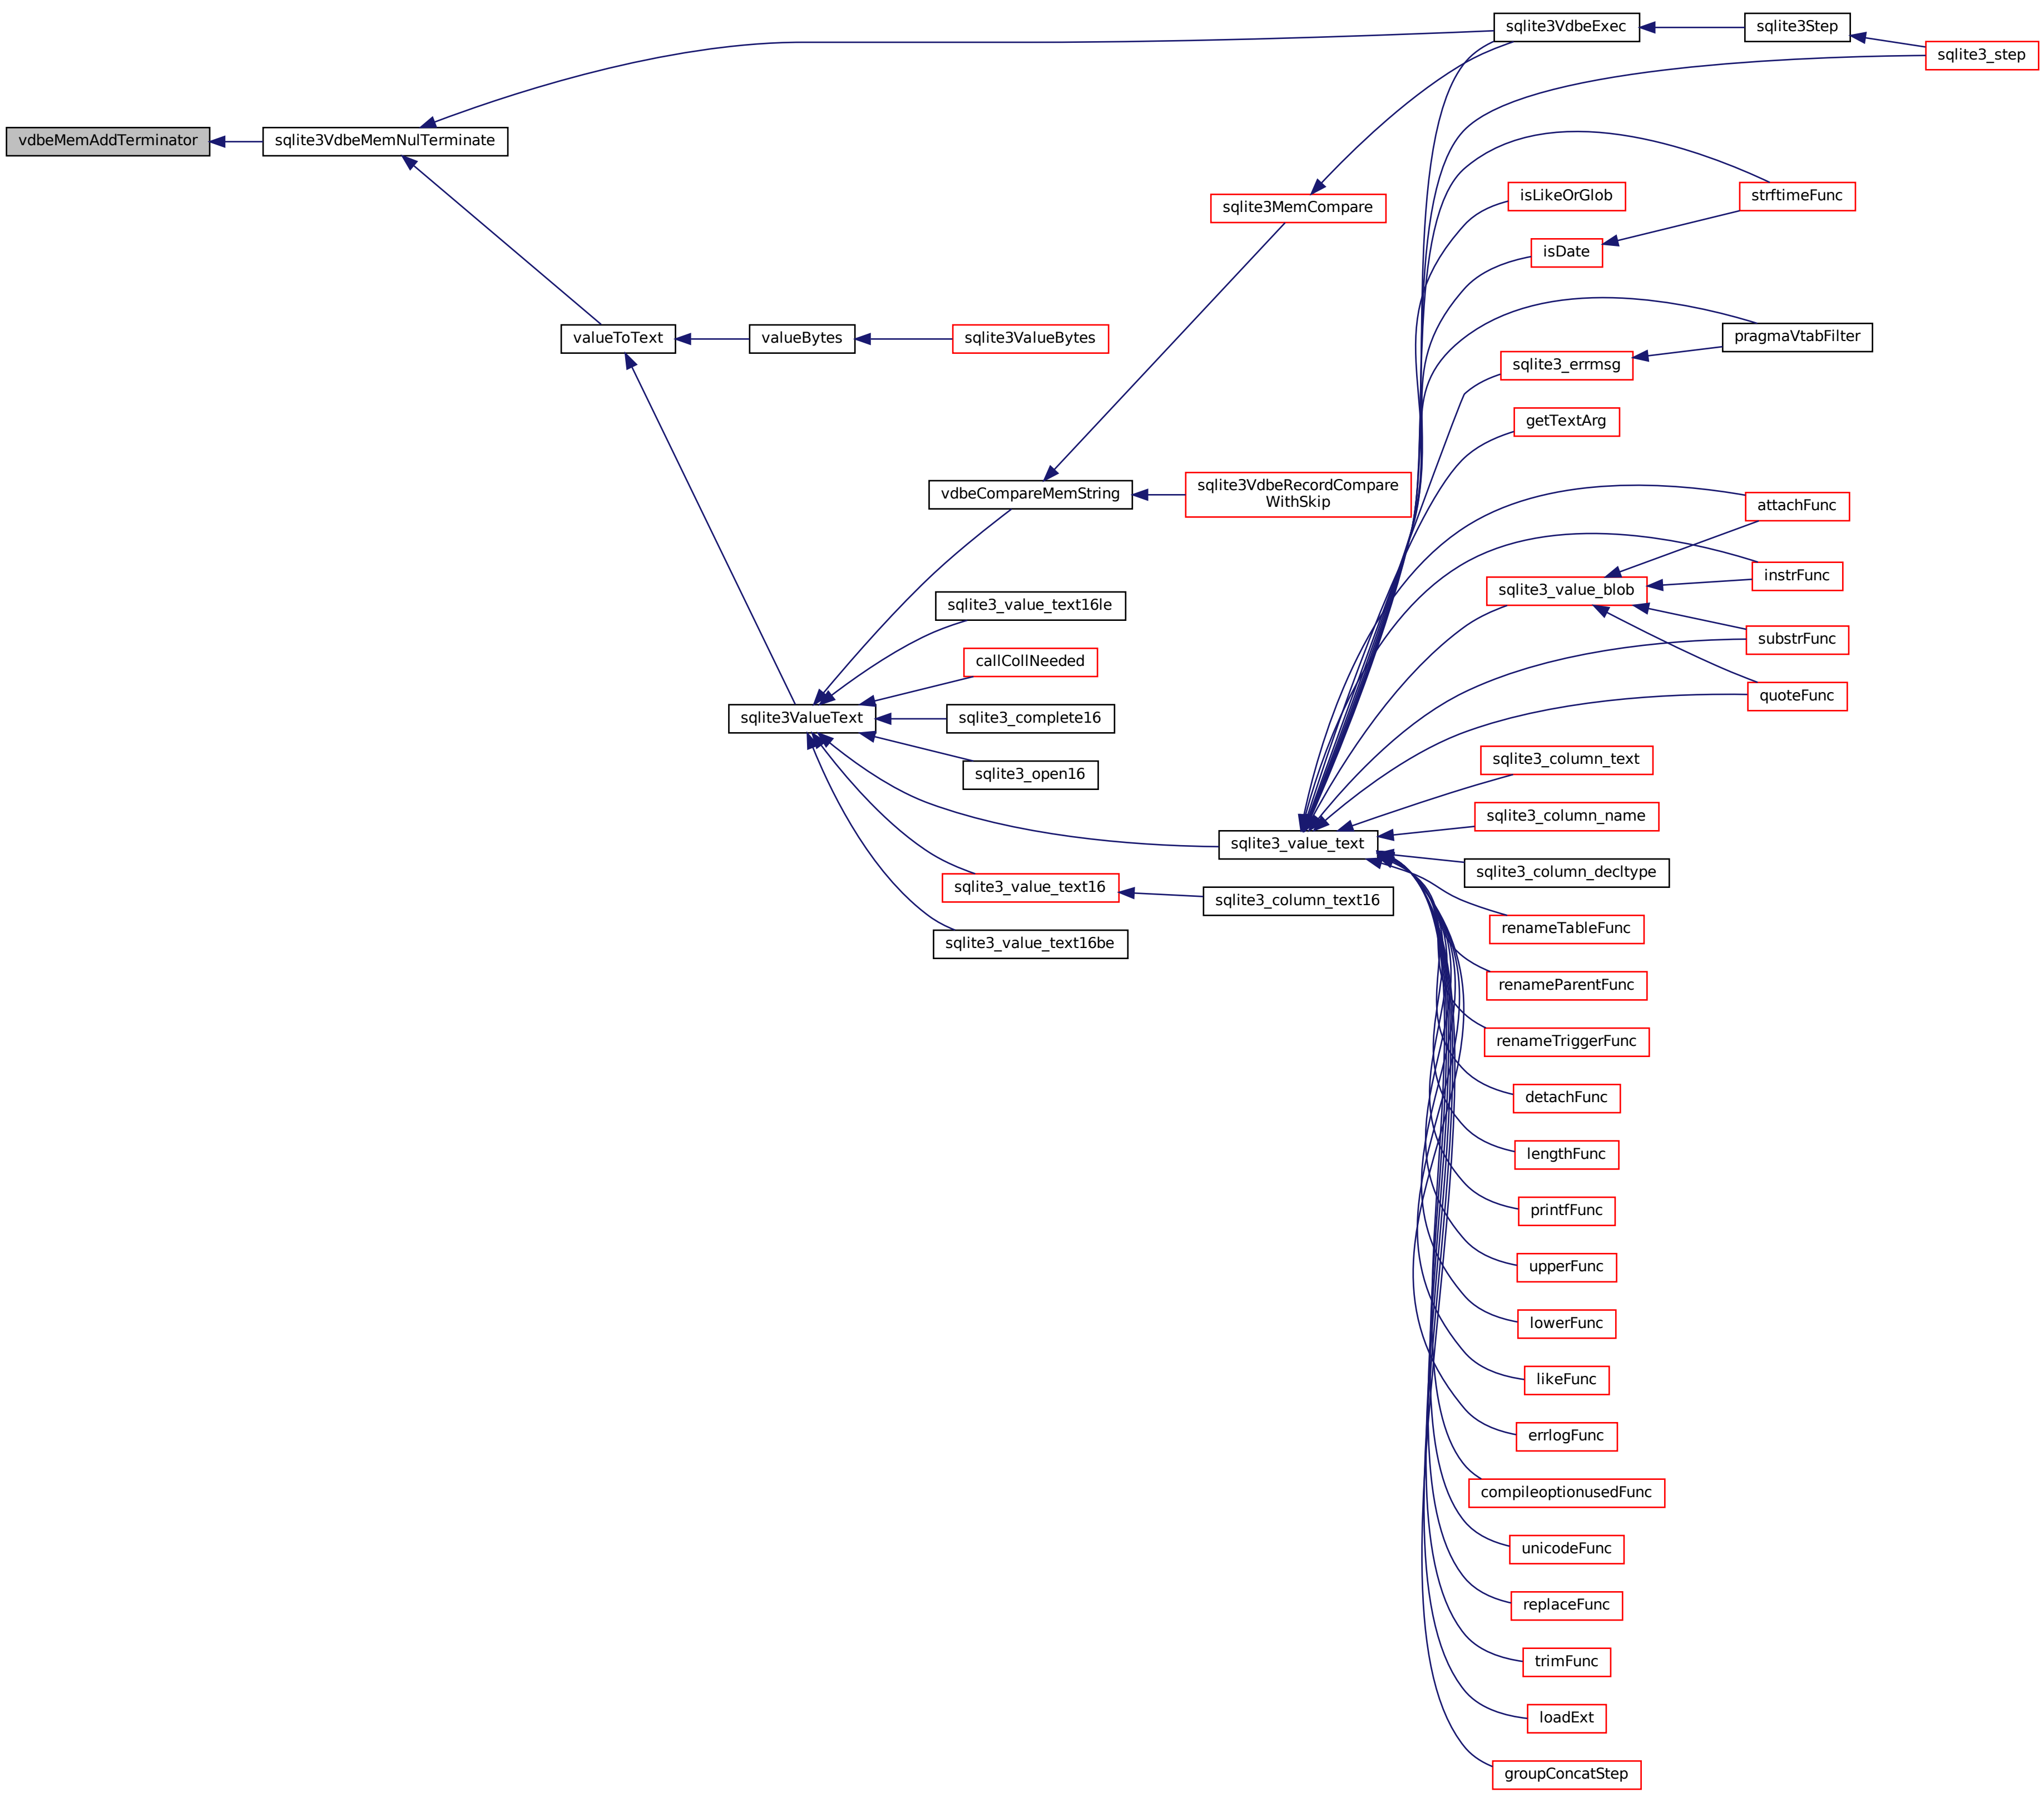 sqlite3VdbeExec
sqlite3Step
sqlite3_step
vdbeMemAddTerminator
sqlite3VdbeMemNulTerminate
sqlite3MemCompare
isLikeOrGlob
strftimeFunc
isDate
valueToText
valueBytes
sqlite3ValueBytes
pragmaVtabFilter
sqlite3_errmsg
getTextArg
vdbeCompareMemString
sqlite3VdbeRecordCompare
WithSkip
attachFunc
instrFunc
sqlite3_value_blob
sqlite3_value_text16le
substrFunc
callCollNeeded
quoteFunc
sqlite3ValueText
sqlite3_complete16
sqlite3_column_text
sqlite3_open16
sqlite3_column_name
sqlite3_value_text
sqlite3_column_decltype
sqlite3_value_text16
sqlite3_column_text16
renameTableFunc
sqlite3_value_text16be
renameParentFunc
renameTriggerFunc
detachFunc
lengthFunc
printfFunc
upperFunc
lowerFunc
likeFunc
errlogFunc
compileoptionusedFunc
unicodeFunc
replaceFunc
trimFunc
loadExt
groupConcatStep